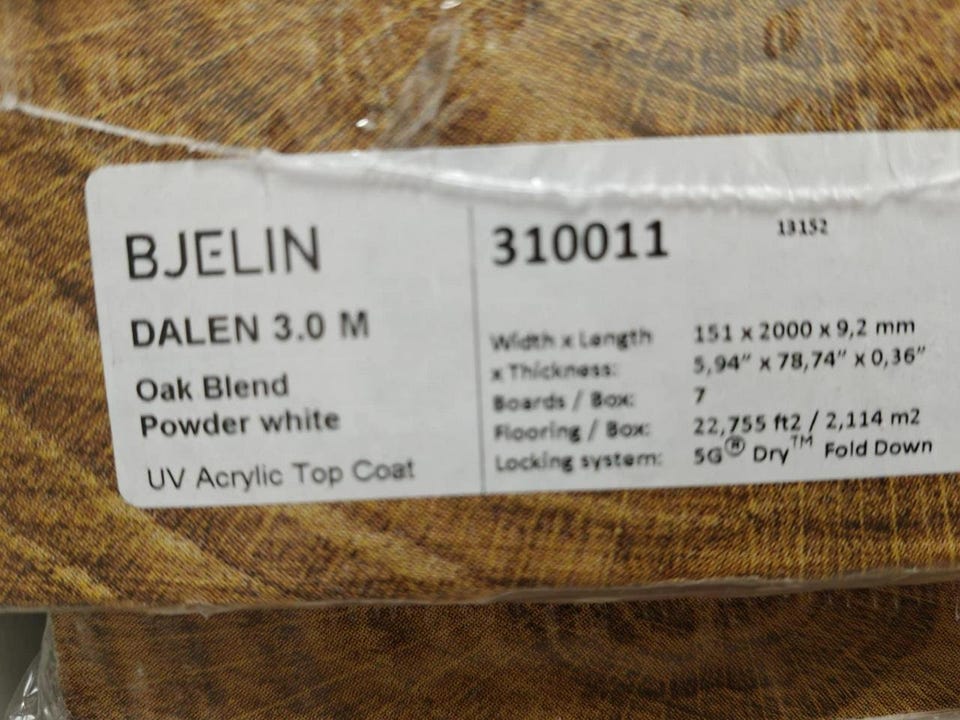 BJELIN
DALEN 3.0 M
Oak Blend
Powder white
UV Acrylic Top Coat
310011
13152
Width x Length 151 x 2000 x 9,2 mm
x Thickness: 5,94" x 78,74" x 0,36"
Boards / Box: 7
Flooring / Box: 22,755 ft2 / 2,114 m2
Locking system: 5G® Dry™ Fold Down